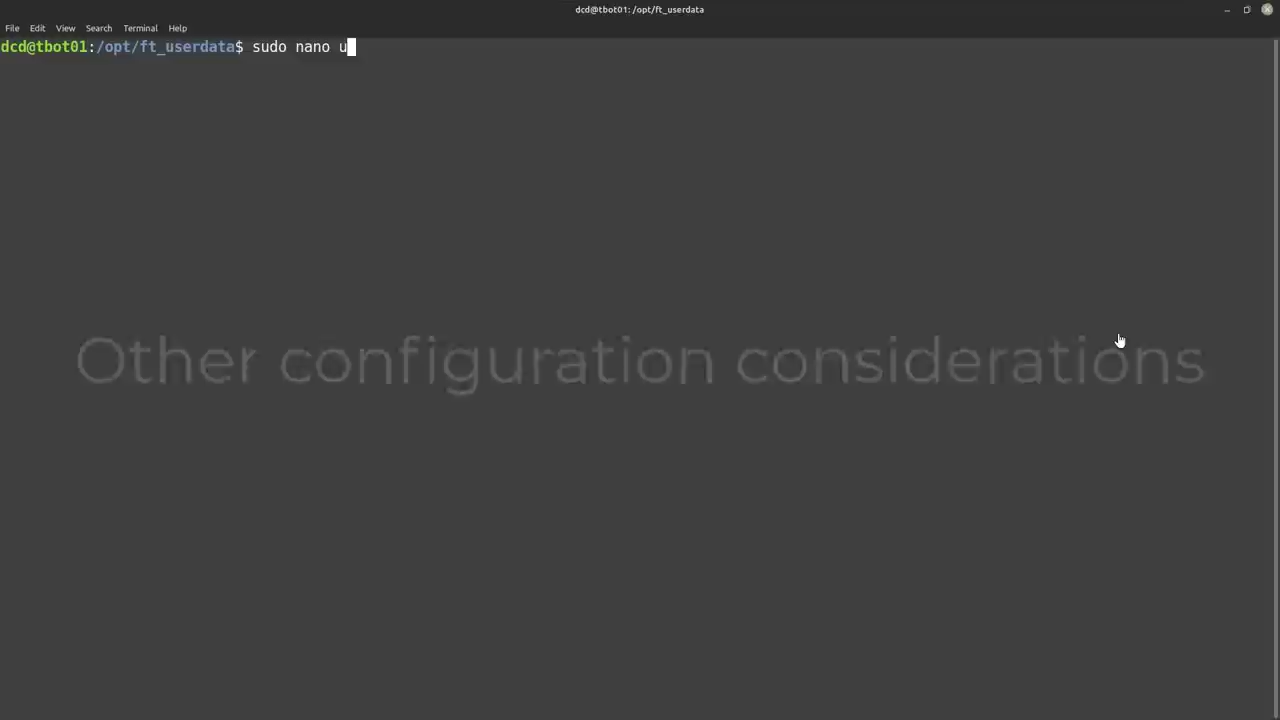 dcd@tbot01: /opt/ft_userdata
File Edit View Search Terminal Help
dcd@tbot01:/opt/ft_userdata$ sudo nano u
Other configuration considerations